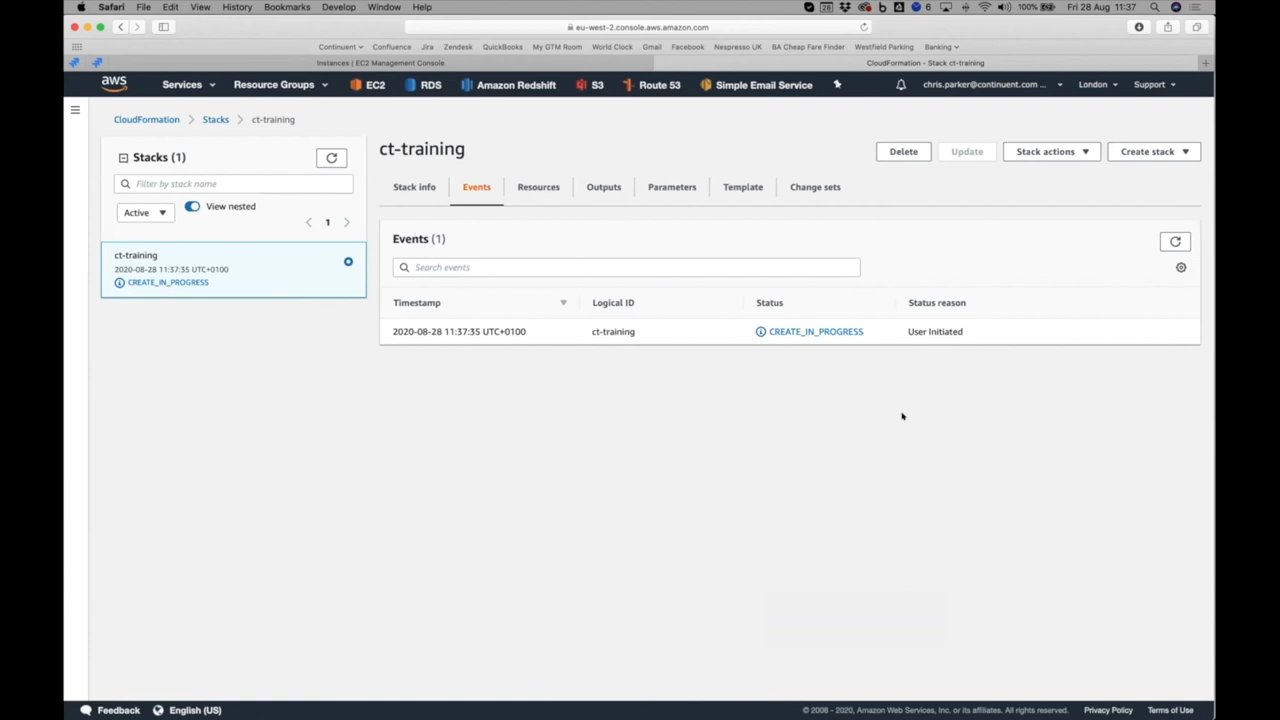 Safari File Edit View History Bookmarks Develop Window Help 28 6 100% Fri 28 Aug 11:37
eu-west-2.console.aws.amazon.com
Continuent Confluence Jira Zendesk QuickBooks My GTM Room World Clock Gmail Facebook Nespresso UK BA Cheap Fare Finder Westfield Parking Banking
Instances | EC2 Management Console CloudFormation - Stack ct-training
aws Services Resource Groups EC2 RDS Amazon Redshift S3 Route 53 Simple Email Service chris.parker@continuent.com ... London Support
CloudFormation Stacks ct-training
Stacks (1)
Filter by stack name
Active View nested 1
ct-training
2020-08-28 11:37:35 UTC+0100
CREATE_IN_PROGRESS
ct-training Delete Update Stack actions Create stack
Stack info Events Resources Outputs Parameters Template Change sets
Events (1)
Search events
Timestamp Logical ID Status Status reason
2020-08-28 11:37:35 UTC+0100 ct-training CREATE_IN_PROGRESS User Initiated
Feedback English (US) © 2008 - 2020, Amazon Web Services, Inc. or its affiliates. All rights reserved. Privacy Policy Terms of Use